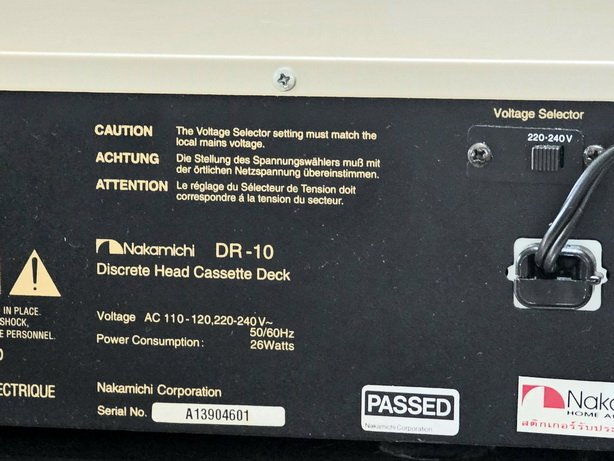 Voltage Selector
220-240V
CAUTION The Voltage Selector setting must match the
local mains voltage.
ACHTUNG Die Stellung des Spannungswählers muß mit
der örtlichen Netzspannung übereinstimmen.
ATTENTION Le réglage du Sélecteur de Tension doit
correspondre á la tension du secteur.
Nakamichi DR-10
Discrete Head Cassette Deck
IN PLACE.
SHOCK,
PERSONNEL.
Voltage AC 110-120,220-240V~
50/60Hz
Power Consumption: 26Watts
Nakamichi Corporation
Serial No. A13904601
PASSED
Nakamichi Corporation
HOME